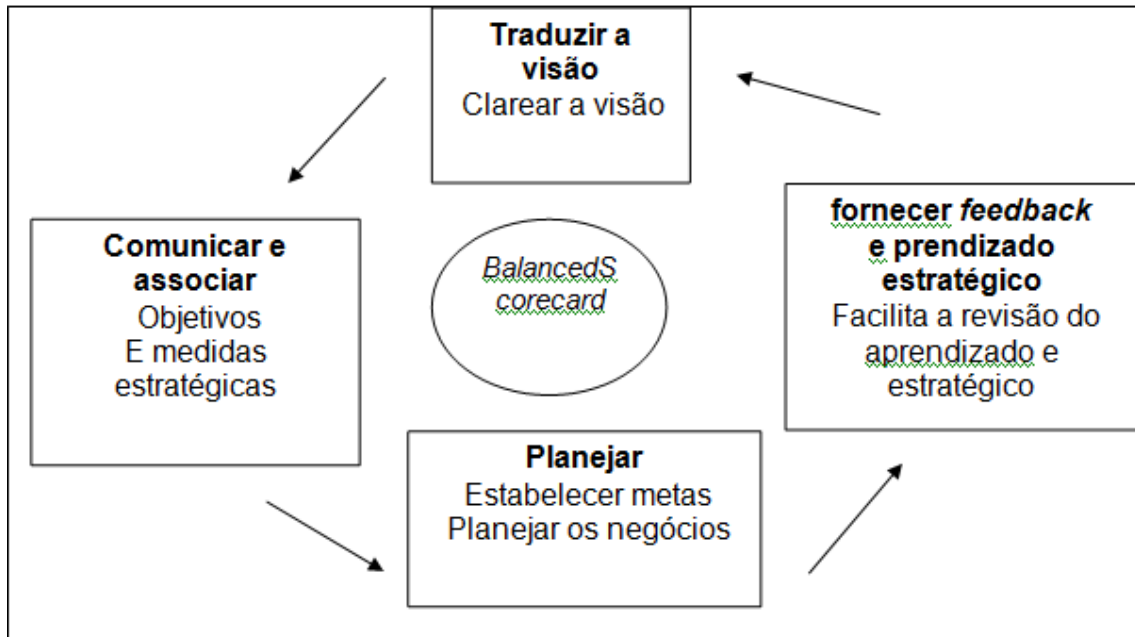 Traduzir a
visão
Clarear a visão
Comunicar e
associar
Objetivos
E medidas
estratégicas
BalancedS
corecard
fornecer feedback
e prendizado
estratégico
Facilita a revisão do
aprendizado e
estratégico
Planejar
Estabelecer metas
Planejar os negócios